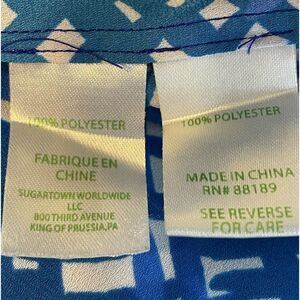 100% POLYESTER
FABRIQUE EN
CHINE
SUGARTOWN WORLDWIDE
LLC
800 THIRD AVENUE
KING OF PRUSSIA,PA
100% POLYESTER
MADE IN CHINA
RN# 88189
SEE REVERSE
FOR CARE